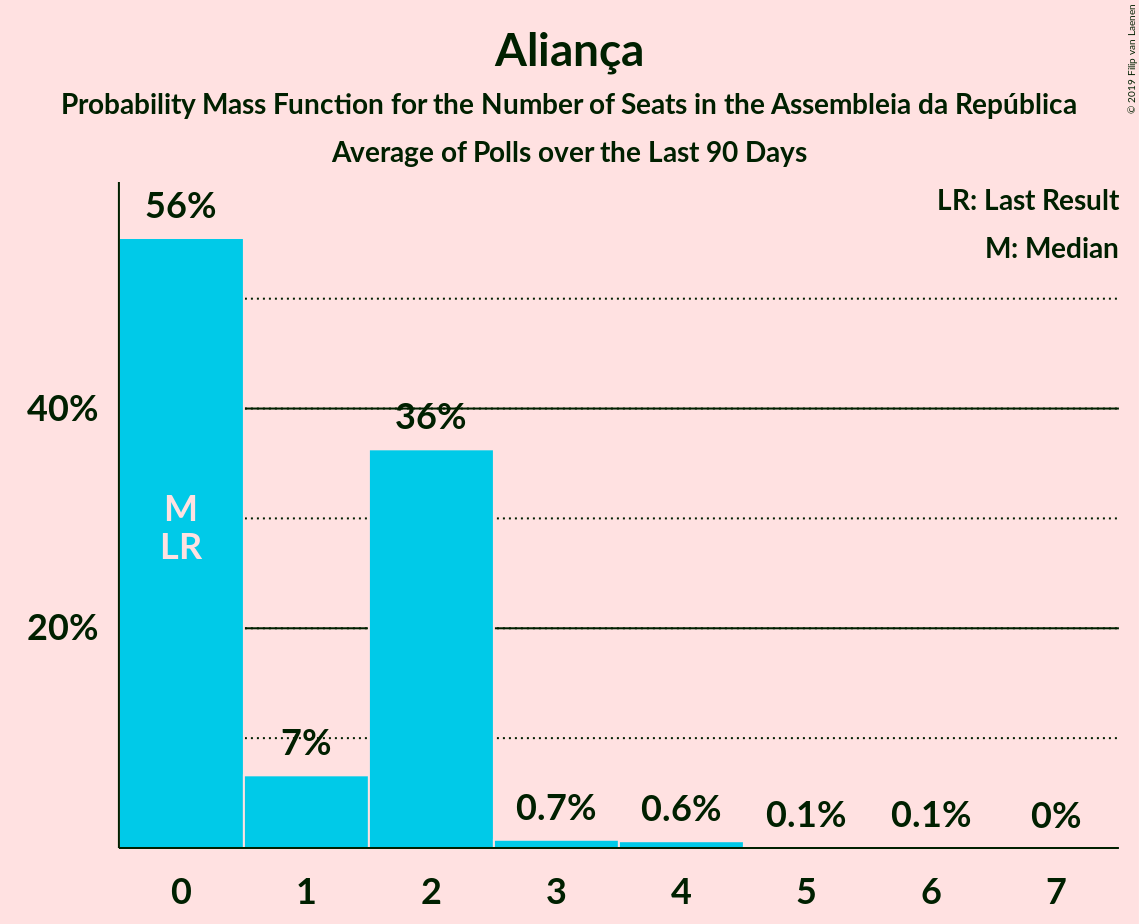 Aliança
Probability Mass Function for the Number of Seats in the Assembleia da República
Average of Polls over the Last 90 Days
© 2019 Filip van Laenen
LR: Last Result
M: Median
56%
40%
36%
M
LR
20%
7%
0.7%
0.6%
0.1%
0.1%
0%
0 1 2 3 4 5 6 7